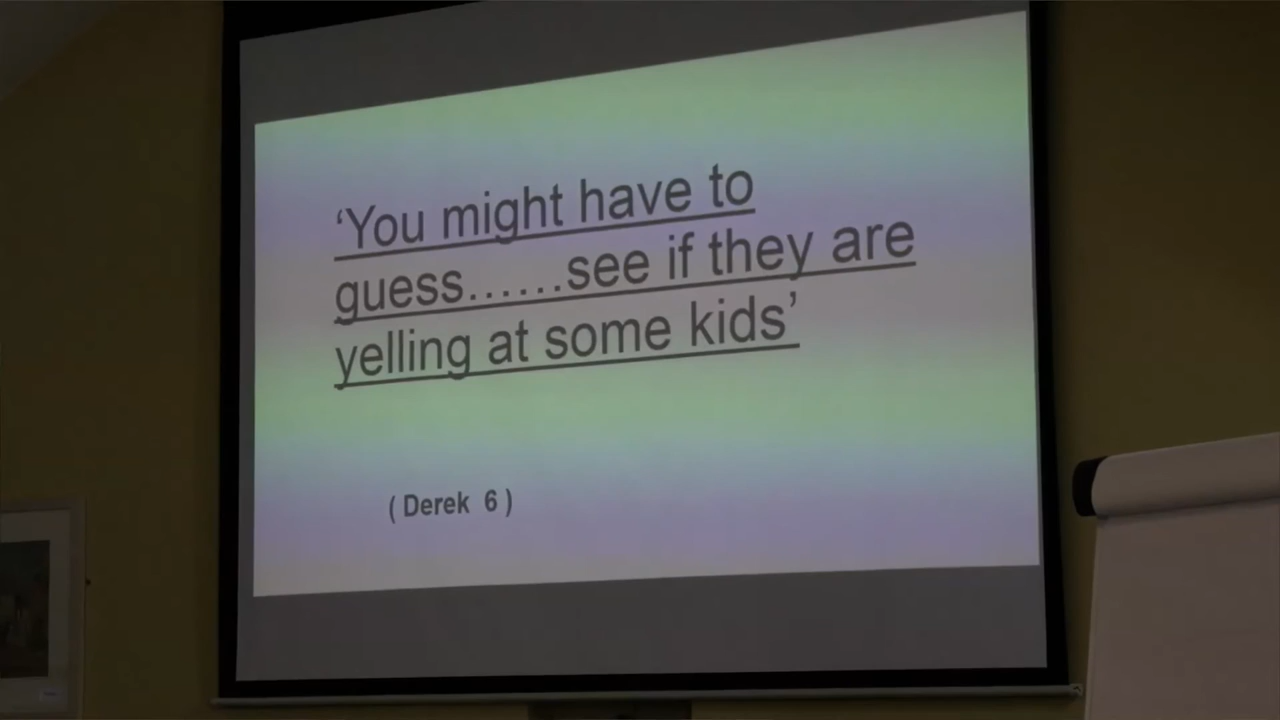 ‘You might have to
guess......see if they are
yelling at some kids’
( Derek 6 )